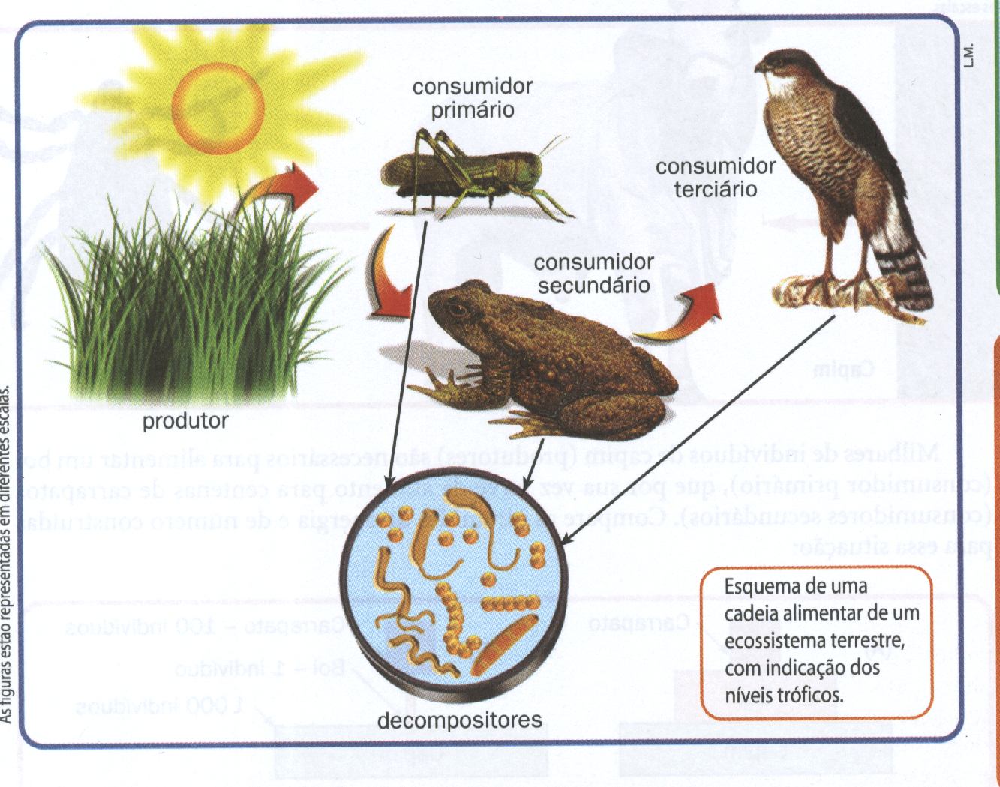 consumidor
primário
consumidor
terciário
consumidor
secundário
produtor
decompositores
Esquema de uma
cadeia alimentar de um
ecossistema terrestre,
com indicação dos
níveis tróficos.
As figuras estão representadas em diferentes escalas.
L.M.